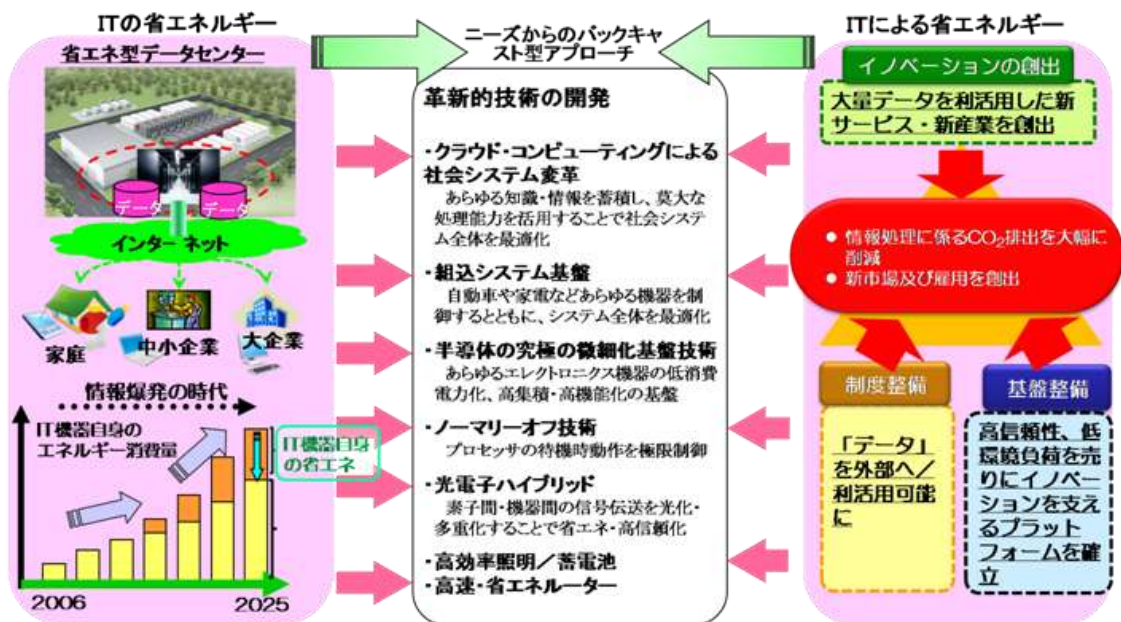 ITの省エネルギー
省エネ型データセンター
データ
データ
インターネット
家庭
中小企業
大企業
情報爆発の時代
IT機器自身の
エネルギー消費量
IT機器自身
の省エネ
2006
2025
ニーズからのバックキャ
スト型アプローチ
革新的技術の開発
・クラウド・コンピューティングによる
社会システム変革
あらゆる知識・情報を蓄積し、莫大な
処理能力を活用することで社会システ
ム全体を最適化
・組込システム基盤
自動車や家電などあらゆる機器を制
御するとともに、システム全体を最適化
・半導体の究極の微細化基盤技術
あらゆるエレクトロニクス機器の低消費
電力化、高集積・高機能化の基盤
・ノーマリーオフ技術
プロセッサの待機時動作を極限制御
・光電子ハイブリッド
素子間・機器間の信号伝送を光化・
多重化することで省エネ・高信頼化
・高効率照明／蓄電池
・高速・省エネルーター
ITによる省エネルギー
イノベーションの創出
大量データを利活用した新
サービス・新産業を創出
● 情報処理に係るCO₂排出を大幅に
削減
● 新市場及び雇用を創出
制度整備
「データ」
を外部へ／
利活用可能
に
基盤整備
高信頼性、低
環境負荷を売
りにイノベー
ションを支え
るプラット
フォームを確
立